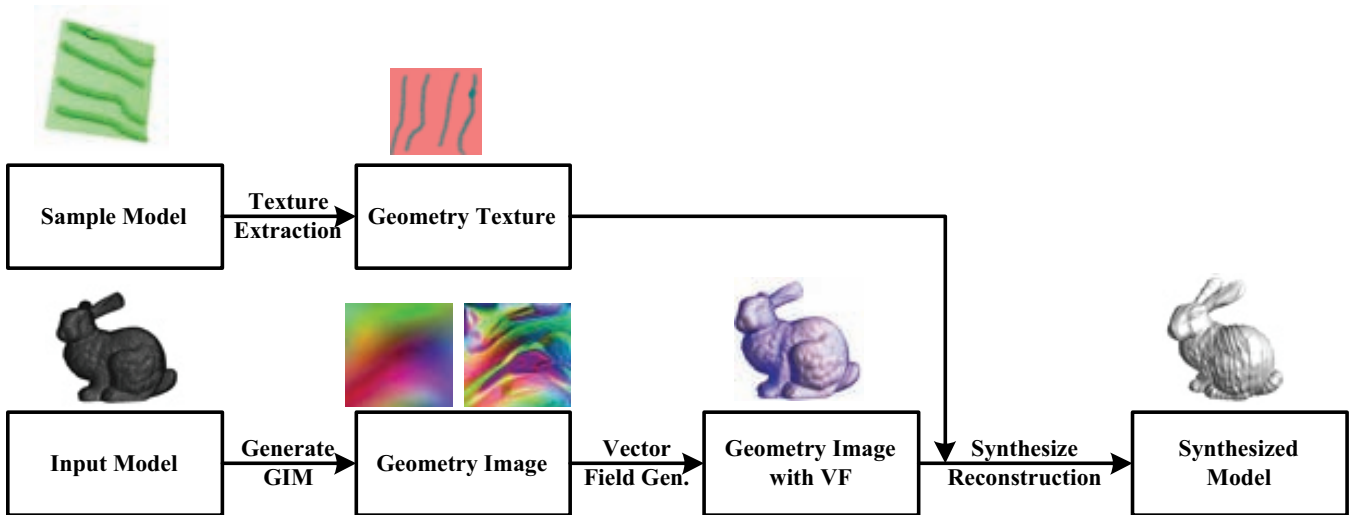 Sample Model
Texture
Extraction
Geometry Texture
Input Model
Generate
GIM
Geometry Image
Vector
Field Gen.
Geometry Image
with VF
Synthesize
Reconstruction
Synthesized
Model